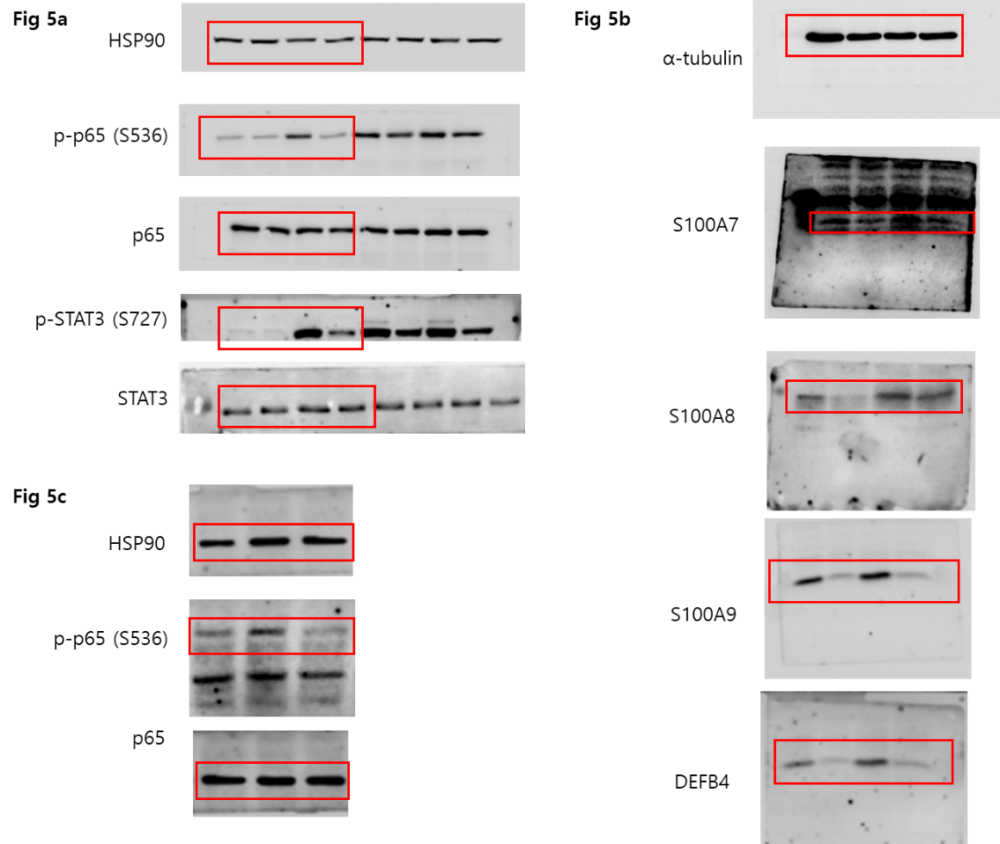 Fig 5a
HSP90
p-p65 (S536)
p65
p-STAT3 (S727)
STAT3
Fig 5b
α-tubulin
S100A7
S100A8
S100A9
DEFB4
Fig 5c
HSP90
p-p65 (S536)
p65